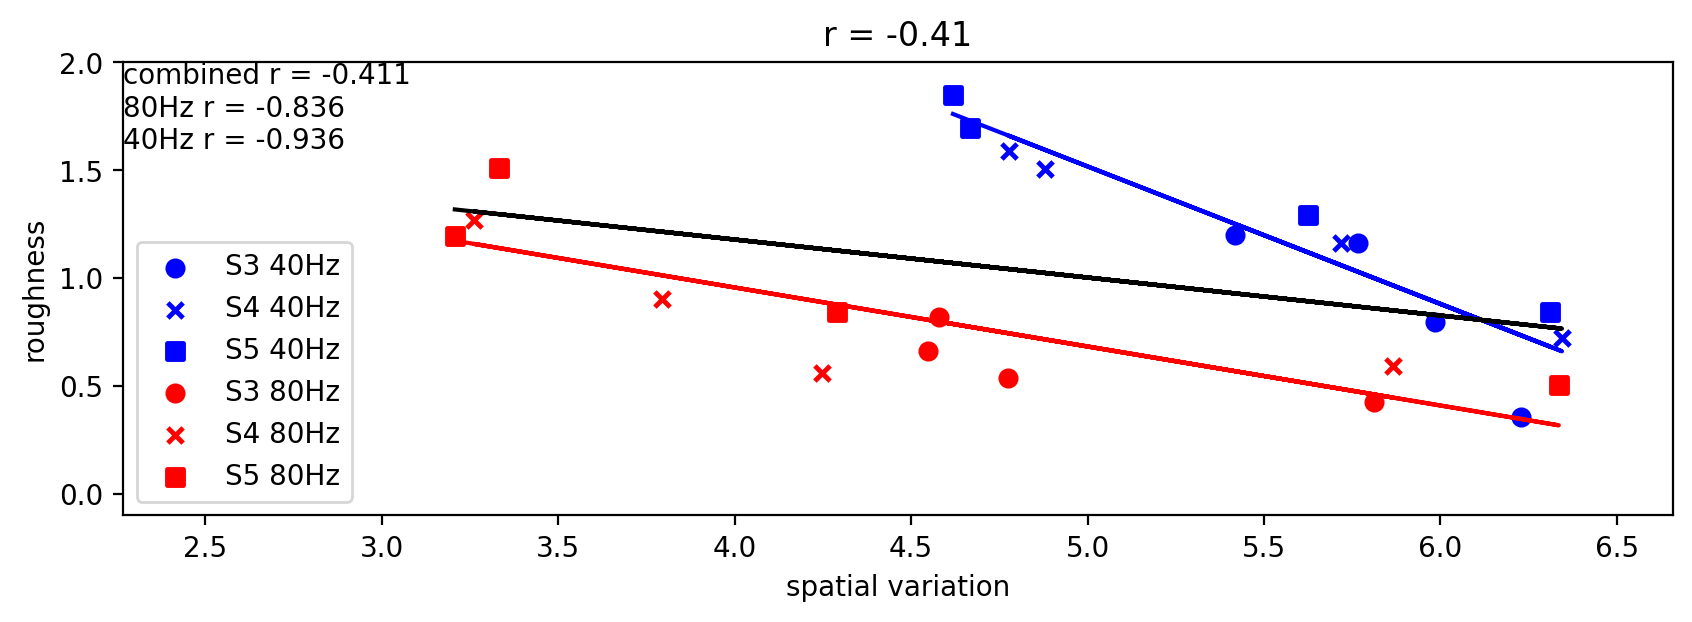 r = -0.41
combined r = -0.411
80Hz r = -0.836
40Hz r = -0.936
2.0
1.5
1.0
0.5
0.0
roughness
S3 40Hz
S4 40Hz
S5 40Hz
S3 80Hz
S4 80Hz
S5 80Hz
2.5 3.0 3.5 4.0 4.5 5.0 5.5 6.0 6.5
spatial variation